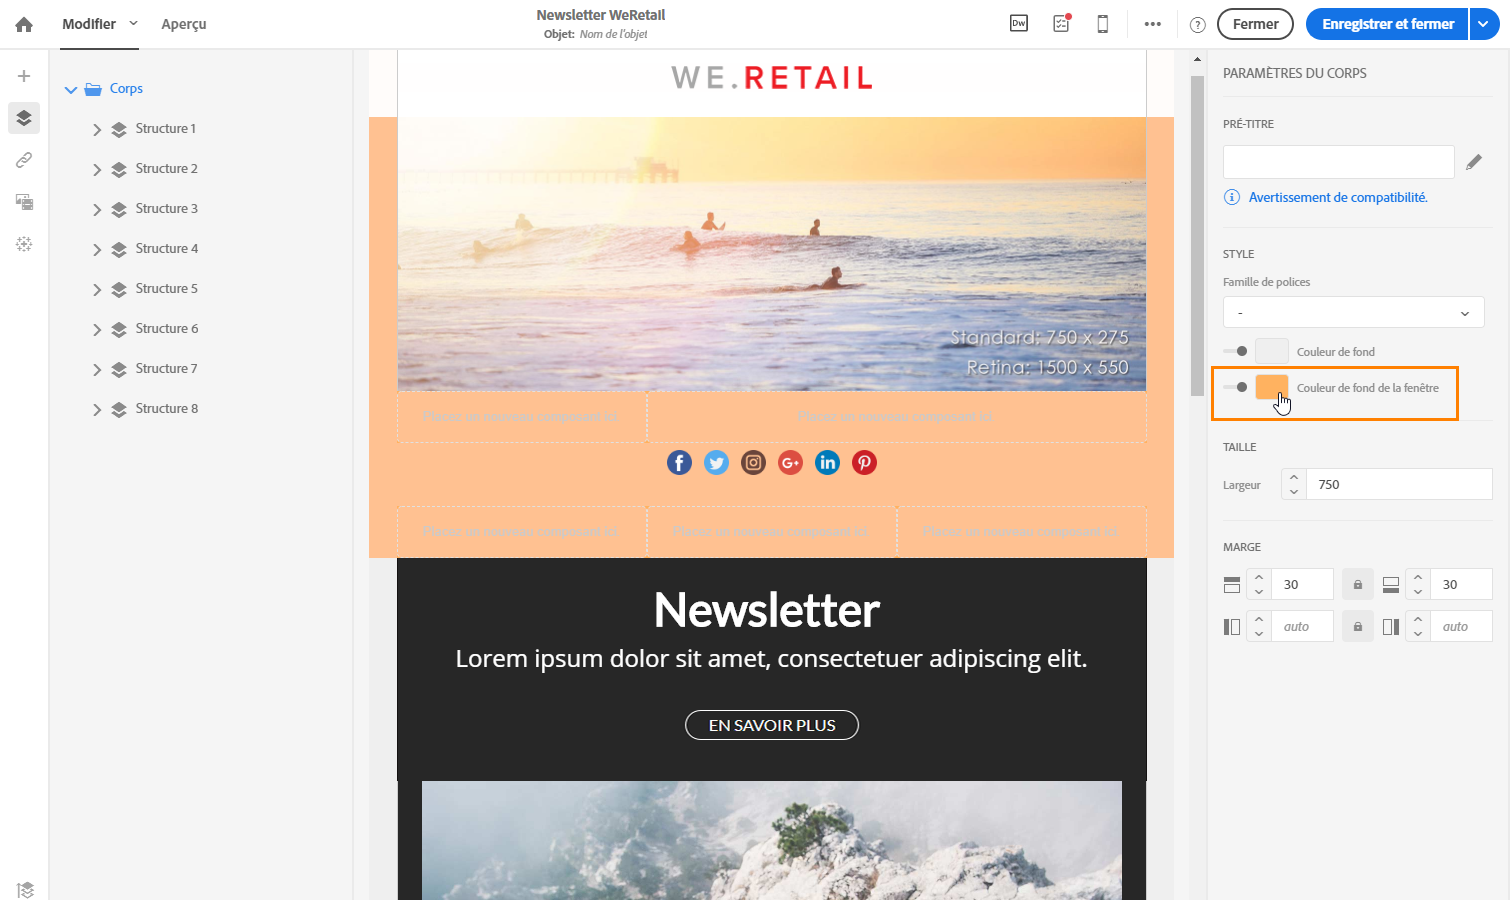 Modifier
Aperçu
Newsletter WeRetail
Objet: Nom de l'objet
Dw
Fermer
Enregistrer et fermer
Corps
Structure 1
Structure 2
Structure 3
Structure 4
Structure 5
Structure 6
Structure 7
Structure 8
WE.RETAIL
Standard: 750 x 275
Retina: 1500 x 550
Placez un nouveau composant ici
Placez un nouveau composant ici
Placez un nouveau composant ici
Placez un nouveau composant ici
Placez un nouveau composant ici
Newsletter
Lorem ipsum dolor sit amet, consectetuer adipiscing elit.
EN SAVOIR PLUS
PARAMÈTRES DU CORPS
PRÉ-TITRE
Avertissement de compatibilité.
STYLE
Famille de polices
-
Couleur de fond
Couleur de fond de la fenêtre
TAILLE
Largeur
750
MARGE
30
30
auto
auto